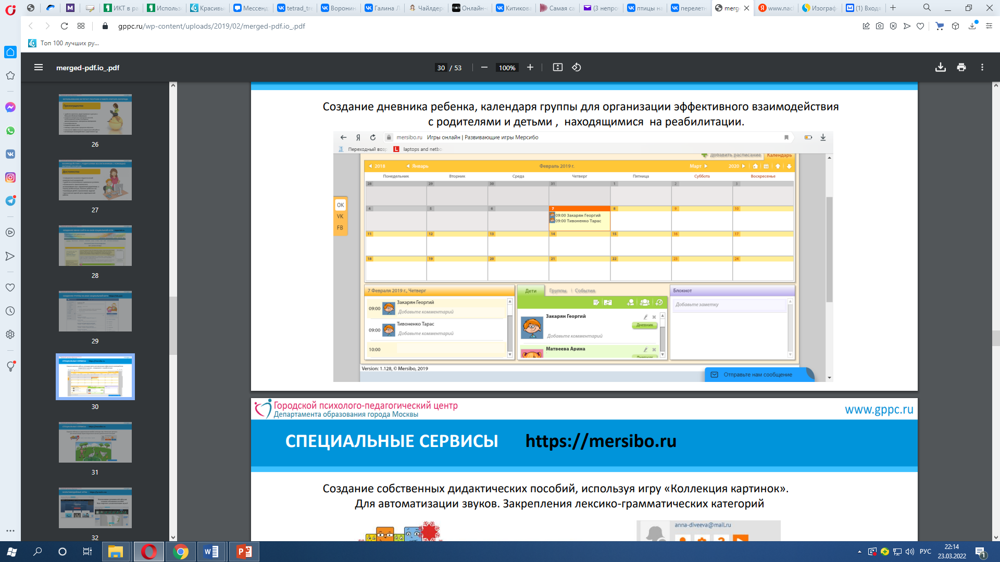 ИКТ в ра
Использ
Красивы
Мессенд
tetrad_tre
Воронин
Галина Л
Чайлдер
Онлайн-
Китикова
Самая са
(3 непро
птицы на
перелетн
merg
www.nacl
Изограф
(1) Входя
gppc.ru/wp-content/uploads/2019/02/merged-pdf.io_.pdf
Топ 100 лучших ру...
merged-pdf.io_.pdf
30 / 53
100%
26
27
28
29
30
31
32
Создание дневника ребенка, календаря группы для организации эффективного взаимодействия
с родителями и детьми , находящимися на реабилитации.
mersibo.ru Игры онлайн | Развивающие игры Мерсибо
Переходный возр
laptops and netbo
Добавить расписание
Календарь
2018 Январь Февраль 2019 г. Март 2020
Понедельник Вторник Среда Четверг Пятница Суббота Воскресенье
28 29 30 31 1 2 3
4 5 6 7 8 9 10
09:00 Закарян Георгий
09:00 Тивоненко Тарас
11 12 13 14 15 16 17
18 19 20 21 22 23 24
OK
VK
FB
7 Февраля 2019 г., Четверг
09:00 Закарян Георгий
Добавьте комментарий
09:00 Тивоненко Тарас
Добавьте комментарий
10:00
Дети Группы События
Закарян Георгий
Дневник
Добавьте комментарий
Матвеева Арина
Дневник
Блокнот
Добавьте заметку
Version: 1.128, © Mersibo, 2019
Отправьте нам сообщение
Городской психолого-педагогический центр
Департамента образования города Москвы
www.gppc.ru
СПЕЦИАЛЬНЫЕ СЕРВИСЫ https://mersibo.ru
Создание собственных дидактических пособий, используя игру «Коллекция картинок».
Для автоматизации звуков. Закрепления лексико-грамматических категорий
anna-diveeva@mail.ru
РУС
22:14
23.03.2022
1